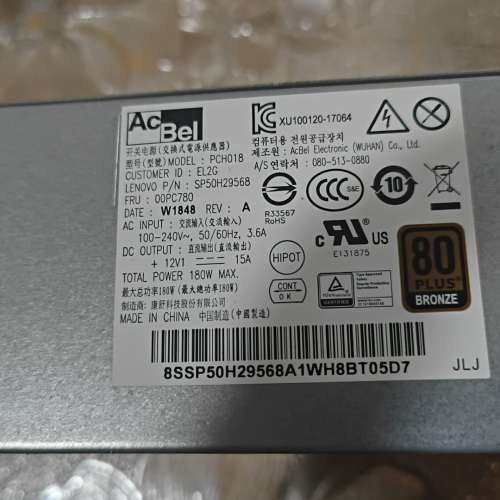 AcBel
开关电源(交換式電源供應器)
型号(型號) MODEL: PCH018
CUSTOMER ID: EL2G
LENOVO P/N: SP50H29568
FRU: 00PC780
DATE: W1848 REV: A
AC INPUT: 交流输入(交流輸入)
100-240V~, 50/60Hz, 3.6A
DC OUTPUT: 直流输出(直流輸出)
+ 12V1 15A
TOTAL POWER 180W MAX.
最大总功率180W (最大總功率180W)
制造商: 康舒科技股份有限公司
MADE IN CHINA 中国制造 (中國製造)
XU100120-17064
컴퓨터용 전원공급장치
제조원: AcBel Electronic (WUHAN) Co., Ltd.
A/S연락처: 080-513-0880
R33567
RoHS
CCC
10
HIPOT
CONT
OK
c RU US
E131875
TÜVRheinland
CERTIFIED
Type Approved
80
PLUS
BRONZE
8SSP50H29568A1WH8BT05D7
JLJ